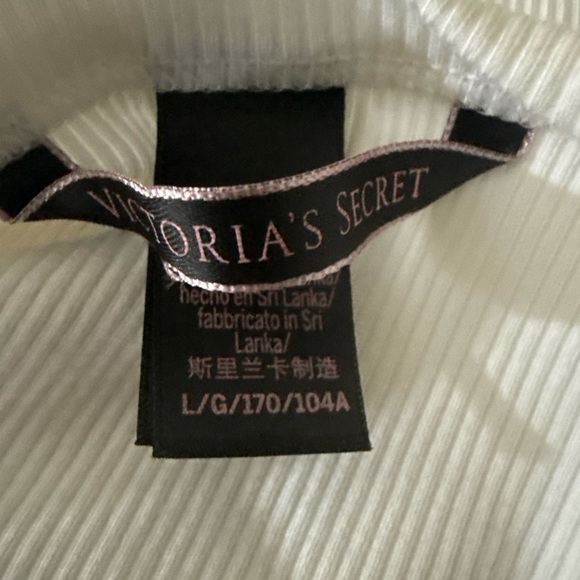 VICTORIA'S SECRET
hecho en Sri Lanka/
fabbricato in Sri
Lanka/
斯里兰卡制造
L/G/170/104A